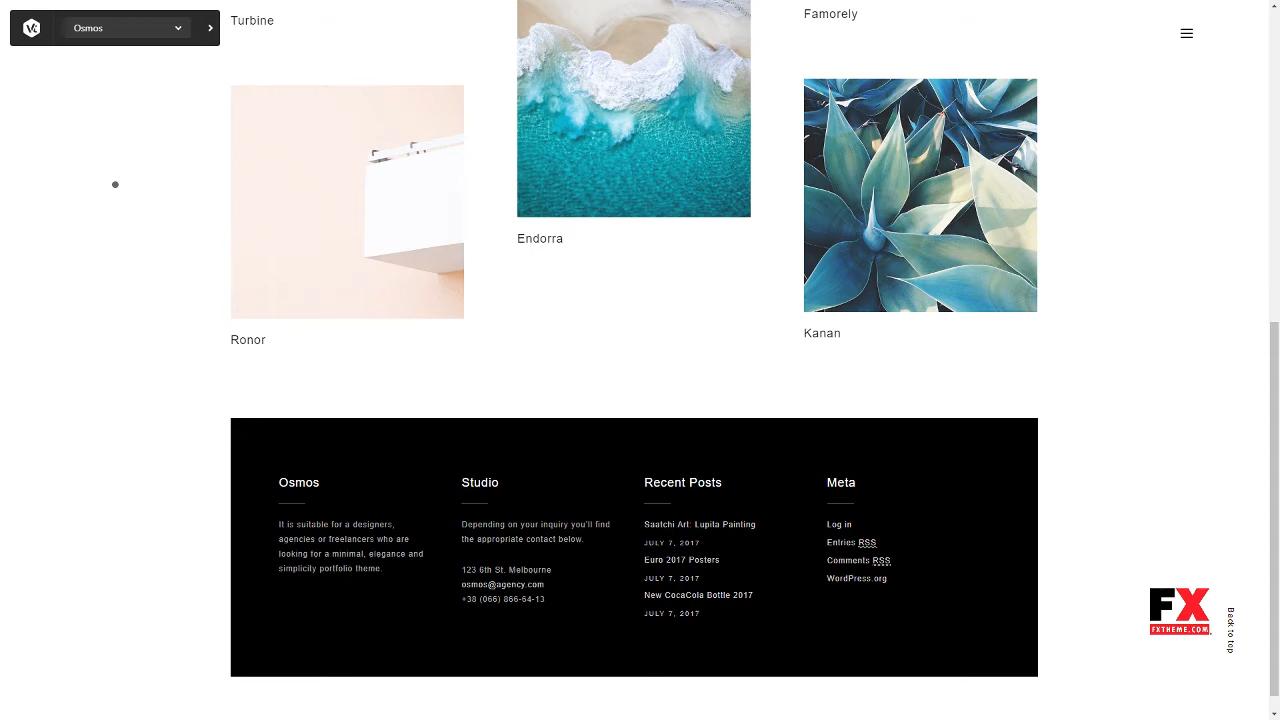 Osmos
Turbine
Famorely
Endorra
Ronor
Kanan
Osmos
It is suitable for a designers,
agencies or freelancers who are
looking for a minimal, elegance and
simplicity portfolio theme.
Studio
Depending on your inquiry you'll find
the appropriate contact below.
123 6th St. Melbourne
osmos@agency.com
+38 (066) 866-64-13
Recent Posts
Saatchi Art: Lupita Painting
JULY 7, 2017
Euro 2017 Posters
JULY 7, 2017
New CocaCola Bottle 2017
JULY 7, 2017
Meta
Log in
Entries RSS
Comments RSS
WordPress.org
FX
FXTHEME.COM
Back to top